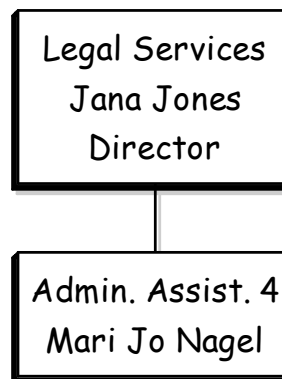 Legal Services
Jana Jones
Director
Admin. Assist. 4
Mari Jo Nagel